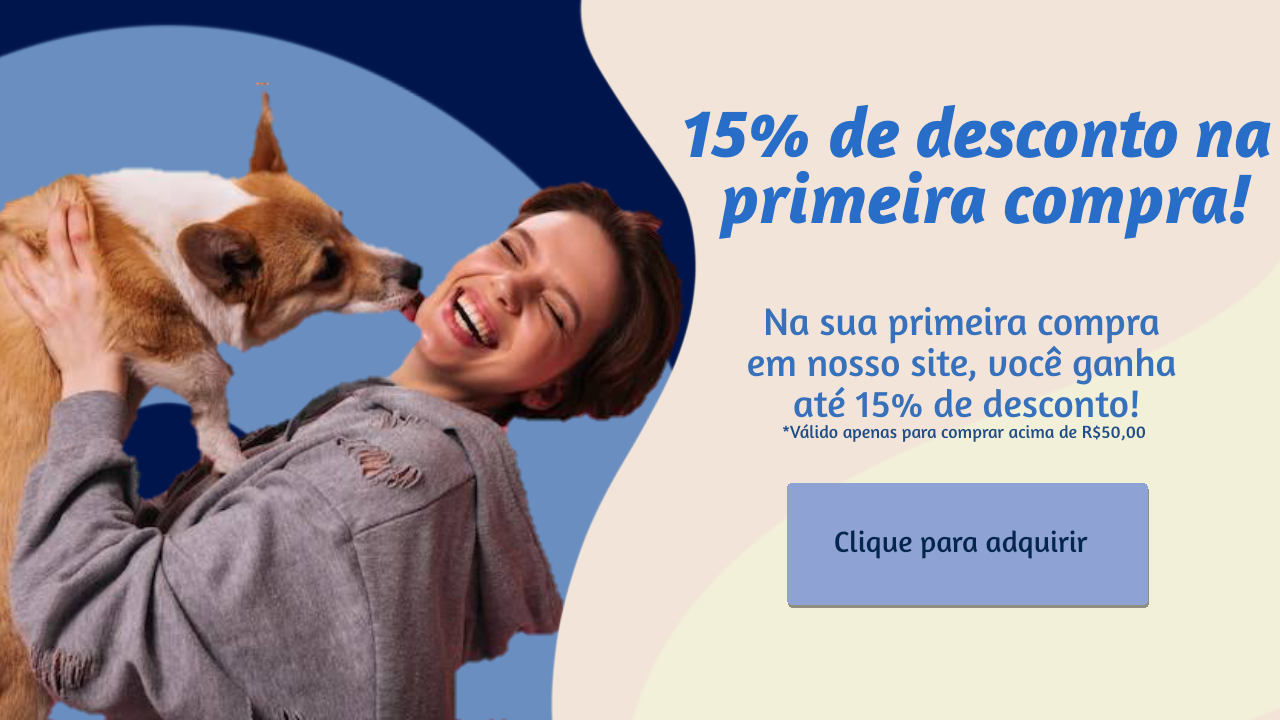 15% de desconto na
primeira compra!
Na sua primeira compra
em nosso site, você ganha
até 15% de desconto!
*Válido apenas para comprar acima de R$50,00
Clique para adquirir